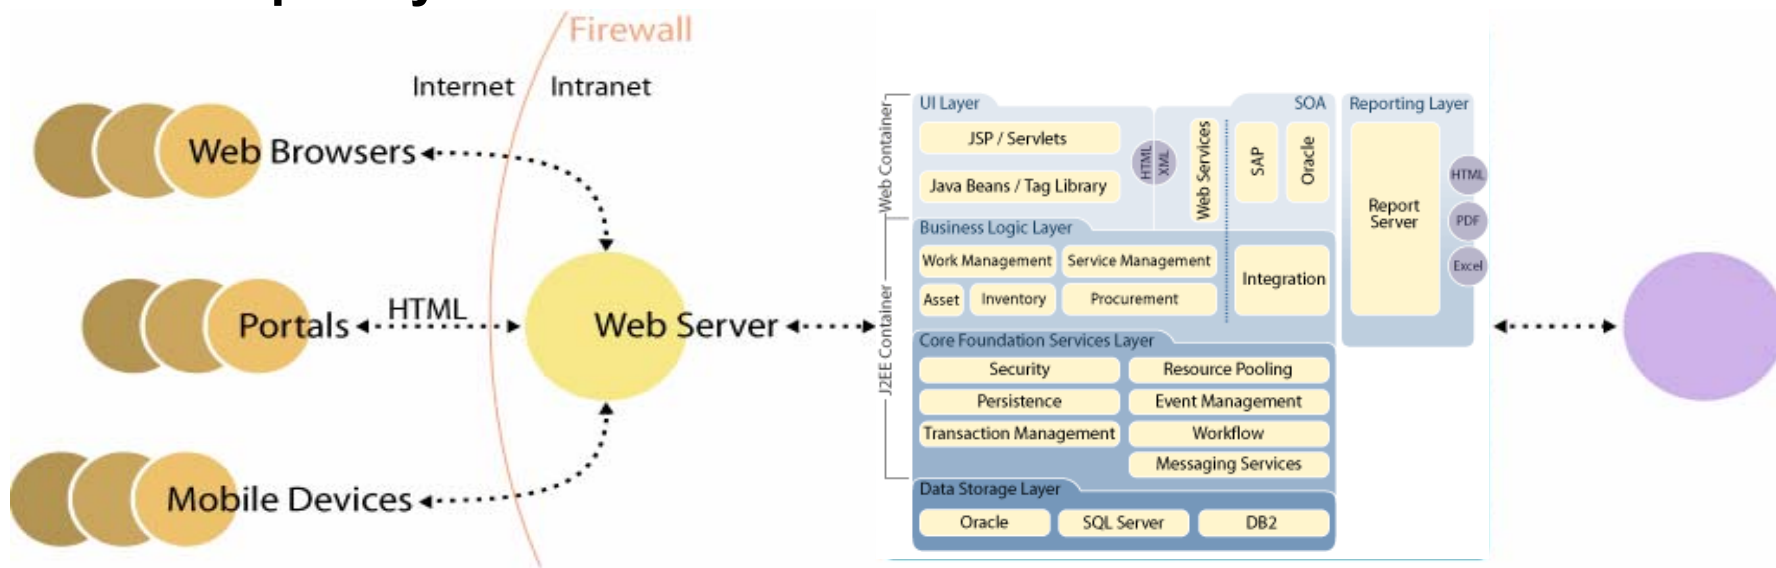 Firewall
Internet
Intranet
Web Browsers
HTML
Portals
Mobile Devices
Web Server
Web Container
J2EE Container
UI Layer
JSP / Servlets
Java Beans / Tag Library
HTML
XML
SOA
Web Services
SAP
Oracle
Business Logic Layer
Work Management
Service Management
Asset
Inventory
Procurement
Integration
Core Foundation Services Layer
Security
Resource Pooling
Persistence
Event Management
Transaction Management
Workflow
Messaging Services
Data Storage Layer
Oracle
SQL Server
DB2
Reporting Layer
Report
Server
HTML
PDF
Excel